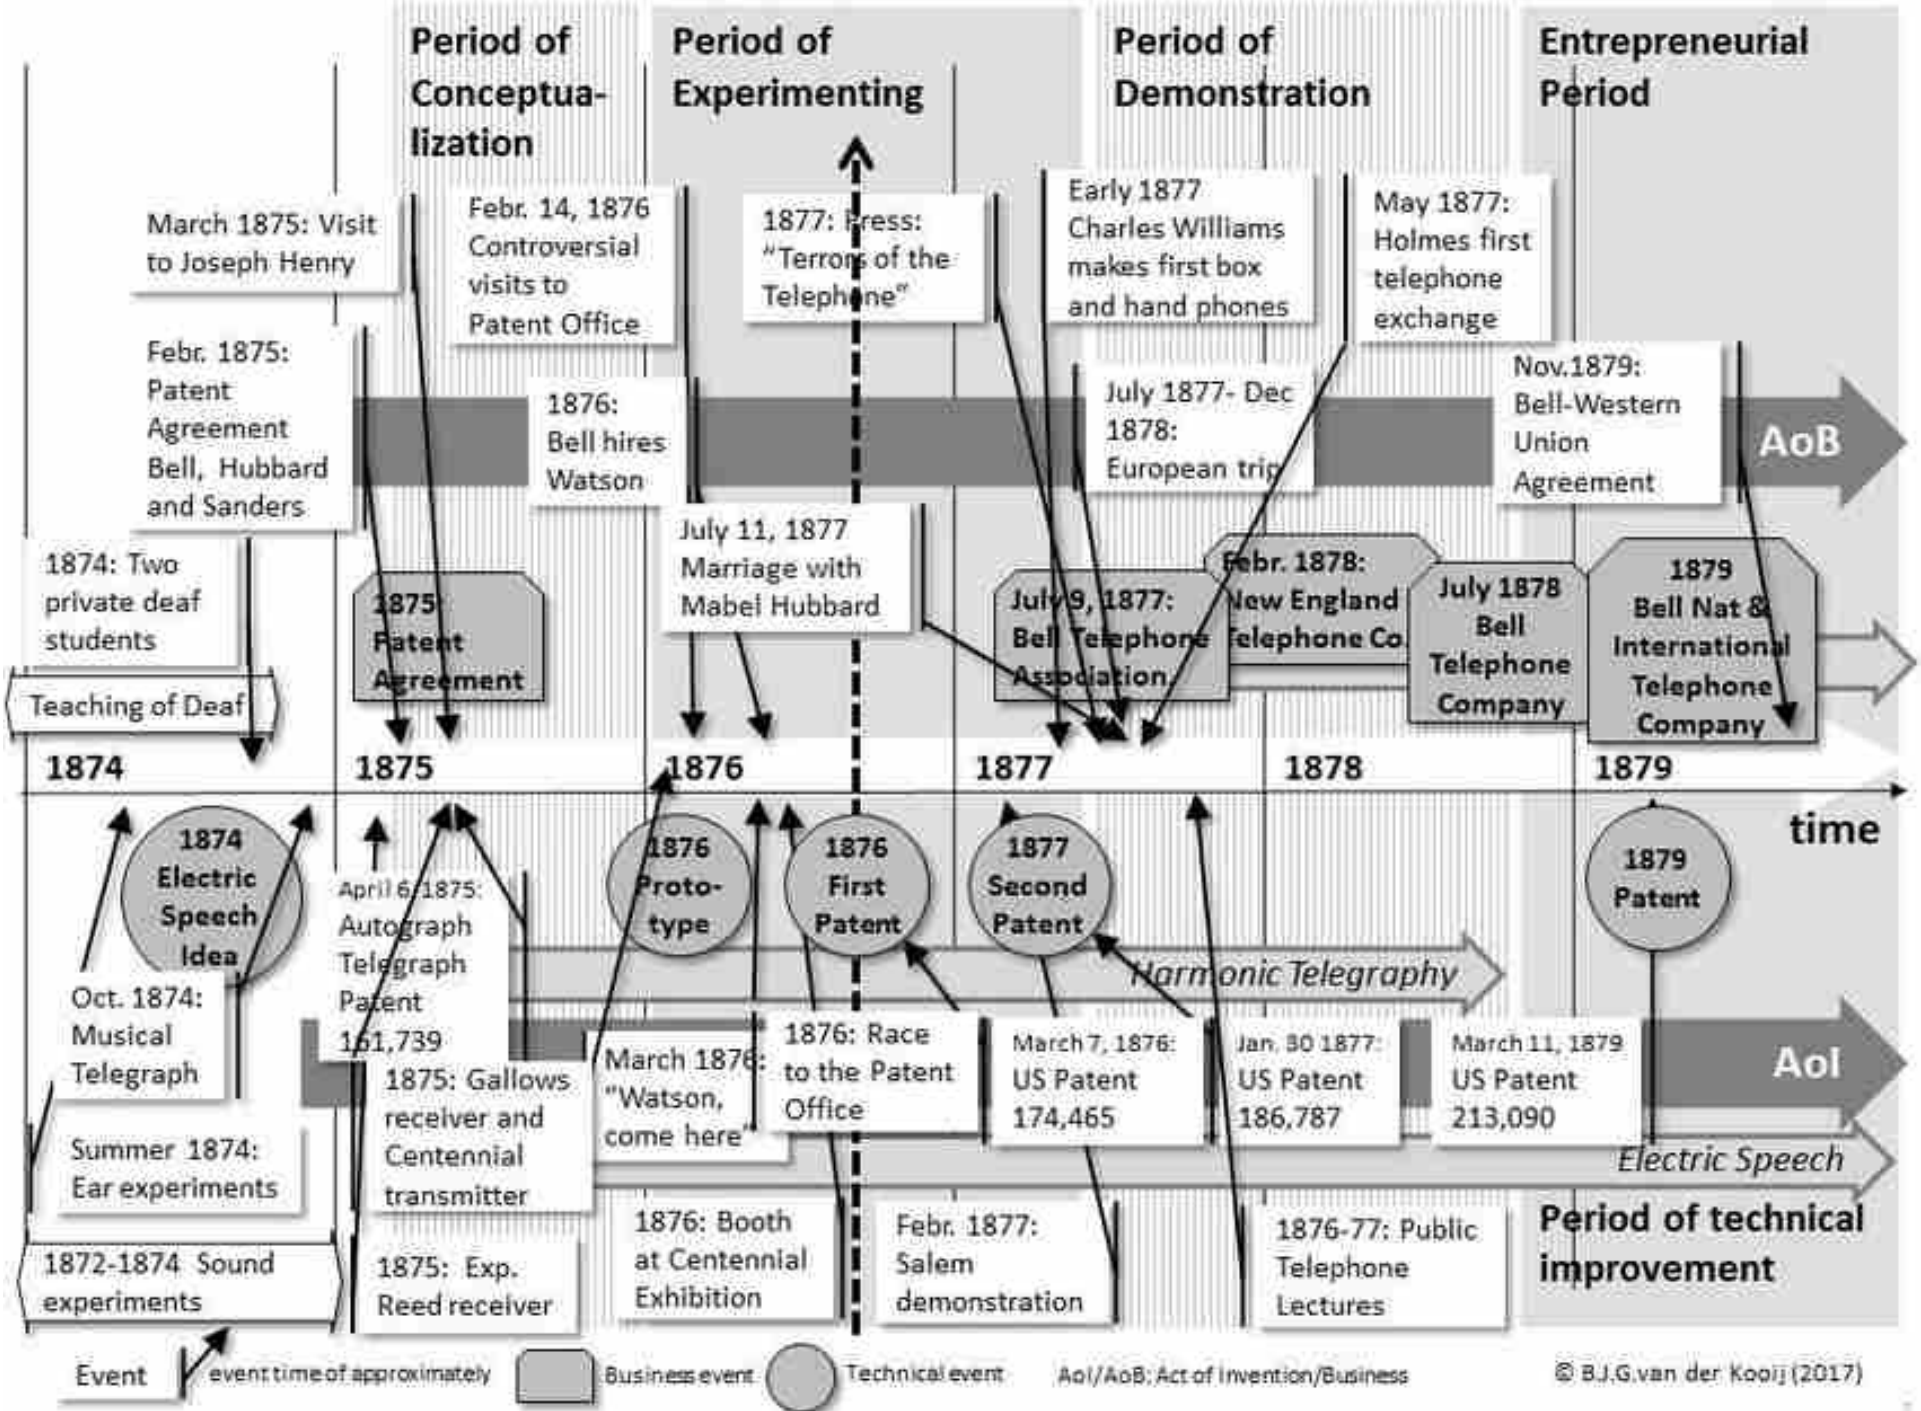 Period of
Conceptua-
lization
Period of
Experimenting
Period of
Demonstration
Entrepreneurial
Period
March 1875: Visit
to Joseph Henry
Febr. 14, 1876
Controversial
visits to
Patent Office
1877: Press:
“Terrors of the
Telephone”
Early 1877
Charles Williams
makes first box
and hand phones
May 1877:
Holmes first
telephone
exchange
Febr. 1875:
Patent
Agreement
Bell, Hubbard
and Sanders
1876:
Bell hires
Watson
July 1877- Dec
1878:
European trip
Nov.1879:
Bell-Western
Union
Agreement
AoB
1874: Two
private deaf
students
Teaching of Deaf
1875
Patent
Agreement
July 11, 1877
Marriage with
Mabel Hubbard
July 9, 1877:
Bell Telephone
Association.
Febr. 1878:
New England
Telephone Co.
July 1878
Bell
Telephone
Company
1879
Bell Nat &
International
Telephone
Company
1874
1875
1876
1877
1878
1879
time
1874
Electric
Speech
Idea
1876
Proto-
type
1876
First
Patent
1877
Second
Patent
1879
Patent
April 6 1875:
Autograph
Telegraph
Patent
161,739
Harmonic Telegraphy
Oct. 1874:
Musical
Telegraph
1875: Gallows
receiver and
Centennial
transmitter
March 1876:
“Watson,
come here”
1876: Race
to the Patent
Office
March 7, 1876:
US Patent
174,465
Jan. 30 1877:
US Patent
186,787
March 11, 1879
US Patent
213,090
AoI
Summer 1874:
Ear experiments
Electric Speech
1872-1874 Sound
experiments
1875: Exp.
Reed receiver
1876: Booth
at Centennial
Exhibition
Febr. 1877:
Salem
demonstration
1876-77: Public
Telephone
Lectures
Period of technical
improvement
Event
event time of approximately
Business event
Technical event
AoI/AoB: Act of Invention/Business
© B.J.G.van der Kooij (2017)